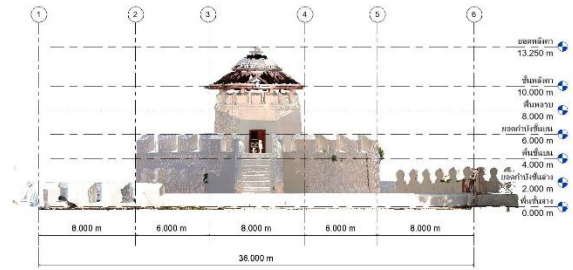 1 2 3 4 5 6
ยอดหลังคา
13.250 m
ชั้นหลังคา
10.000 m
พื้นหอรบ
8.000 m
ยอดกำบังชั้นบน
6.000 m
พื้นชั้นบน
4.000 m
ยอดกำบังชั้นล่าง
2.000 m
พื้นชั้นล่าง
0.000 m
8.000 m 6.000 m 8.000 m 6.000 m 8.000 m
36.000 m